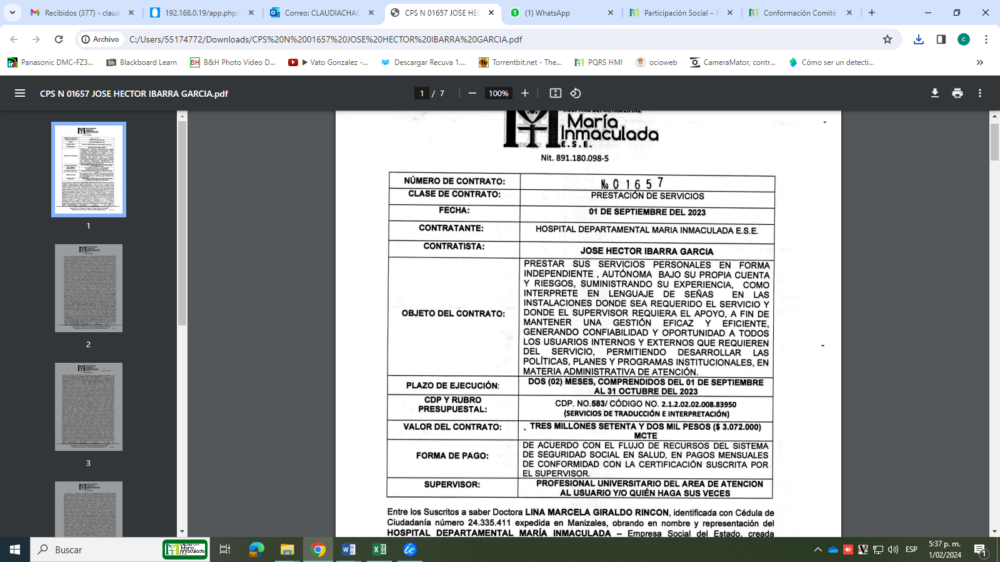 Recibidos (377) - claud
192.168.0.19/app.php/
Correo: CLAUDIACHAC
CPS N 01657 JOSE HEC
(1) WhatsApp
Participación Social – H
Conformación Comité
Archivo
C:/Users/55174772/Downloads/CPS%20N%2001657%20JOSE%20HECTOR%20IBARRA%20GARCIA.pdf
Panasonic DMC-FZ3...
Blackboard Learn
B&H Photo Video D...
▶ Vato Gonzalez -...
Descargar Recuva 1....
Torrentbit.net - The...
PQRS HMI
ocioweb
CameraMator, contr...
Cómo ser un detecti...
CPS N 01657 JOSE HECTOR IBARRA GARCIA.pdf
1 / 7
100%
1
2
3
María
Inmaculada
E.S.E.
Nit. 891.180.098-5
NÚMERO DE CONTRATO: No 01657
CLASE DE CONTRATO: PRESTACIÓN DE SERVICIOS
FECHA: 01 DE SEPTIEMBRE DEL 2023
CONTRATANTE: HOSPITAL DEPARTAMENTAL MARIA INMACULADA E.S.E.
CONTRATISTA: JOSE HECTOR IBARRA GARCIA
OBJETO DEL CONTRATO:
PRESTAR SUS SERVICIOS PERSONALES EN FORMA
INDEPENDIENTE , AUTÓNOMA BAJO SU PROPIA CUENTA
Y RIESGOS, SUMINISTRANDO SU EXPERIENCIA, COMO
INTERPRETE EN LENGUAJE DE SEÑAS EN LAS
INSTALACIONES DONDE SEA REQUERIDO EL SERVICIO Y
DONDE EL SUPERVISOR REQUIERA EL APOYO, A FIN DE
MANTENER UNA GESTIÓN EFICAZ Y EFICIENTE,
GENERANDO CONFIABILIDAD Y OPORTUNIDAD A TODOS
LOS USUARIOS INTERNOS Y EXTERNOS QUE REQUIEREN
DEL SERVICIO, PERMITIENDO DESARROLLAR LAS
POLÍTICAS, PLANES Y PROGRAMAS INSTITUCIONALES, EN
MATERIA ADMINISTRATIVA DE ATENCIÓN.
PLAZO DE EJECUCIÓN:
DOS (02) MESES, COMPRENDIDOS DEL 01 DE SEPTIEMBRE
AL 31 OCTUBRE DEL 2023
CDP Y RUBRO
PRESUPUESTAL:
CDP. NO.583/ CÓDIGO NO. 2.1.2.02.02.008.83950
(SERVICIOS DE TRADUCCIÓN E INTERPRETACIÓN)
VALOR DEL CONTRATO:
TRES MILLONES SETENTA Y DOS MIL PESOS ($ 3.072.000)
MCTE
FORMA DE PAGO:
DE ACUERDO CON EL FLUJO DE RECURSOS DEL SISTEMA
DE SEGURIDAD SOCIAL EN SALUD, EN PAGOS MENSUALES
DE CONFORMIDAD CON LA CERTIFICACIÓN SUSCRITA POR
EL SUPERVISOR.
SUPERVISOR:
PROFESIONAL UNIVERSITARIO DEL AREA DE ATENCION
AL USUARIO Y/O QUIÉN HAGA SUS VECES
Entre los Suscritos a saber Doctora LINA MARCELA GIRALDO RINCON, identificada con Cédula de
Ciudadanía número 24.335.411 expedida en Manizales, obrando en nombre y representación del
HOSPITAL DEPARTAMENTAL MARÍA INMACULADA – Empresa Social del Estado, creada
Buscar
María
Inmaculada
ESP
5:37 p. m.
1/02/2024
1